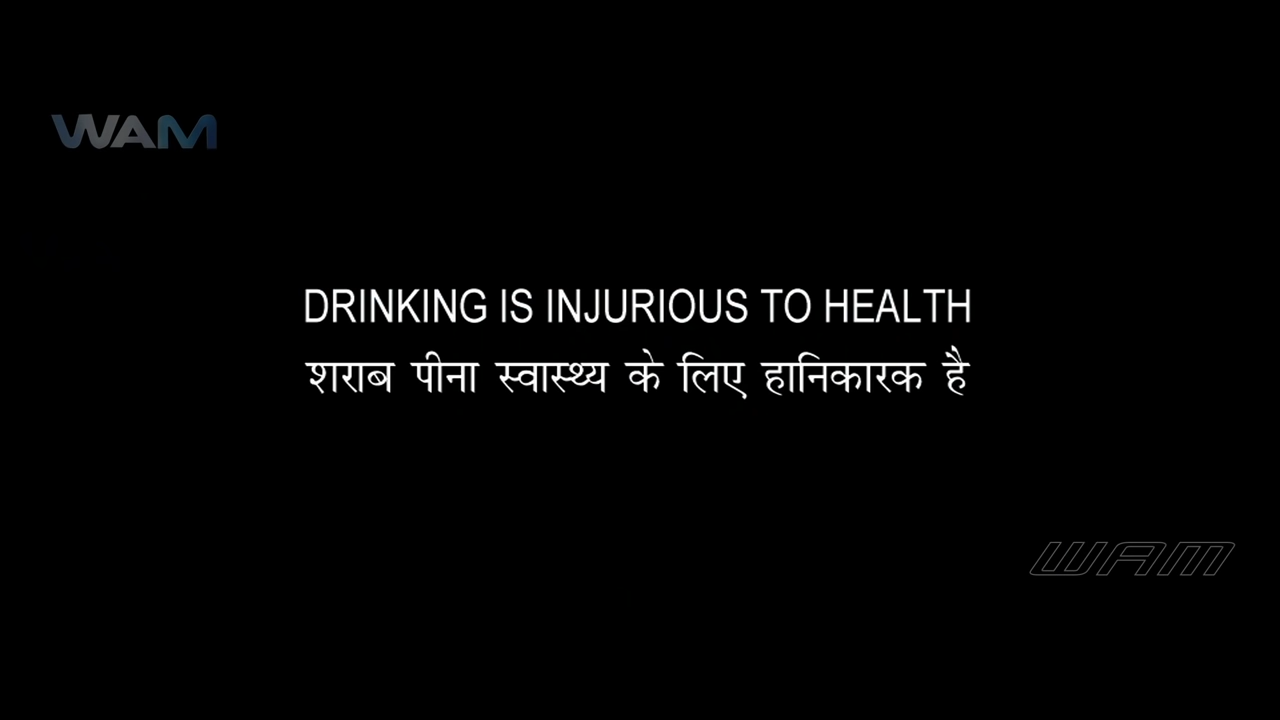 WAM
DRINKING IS INJURIOUS TO HEALTH
शराब पीना स्वास्थ्य के लिए हानिकारक है
WAM